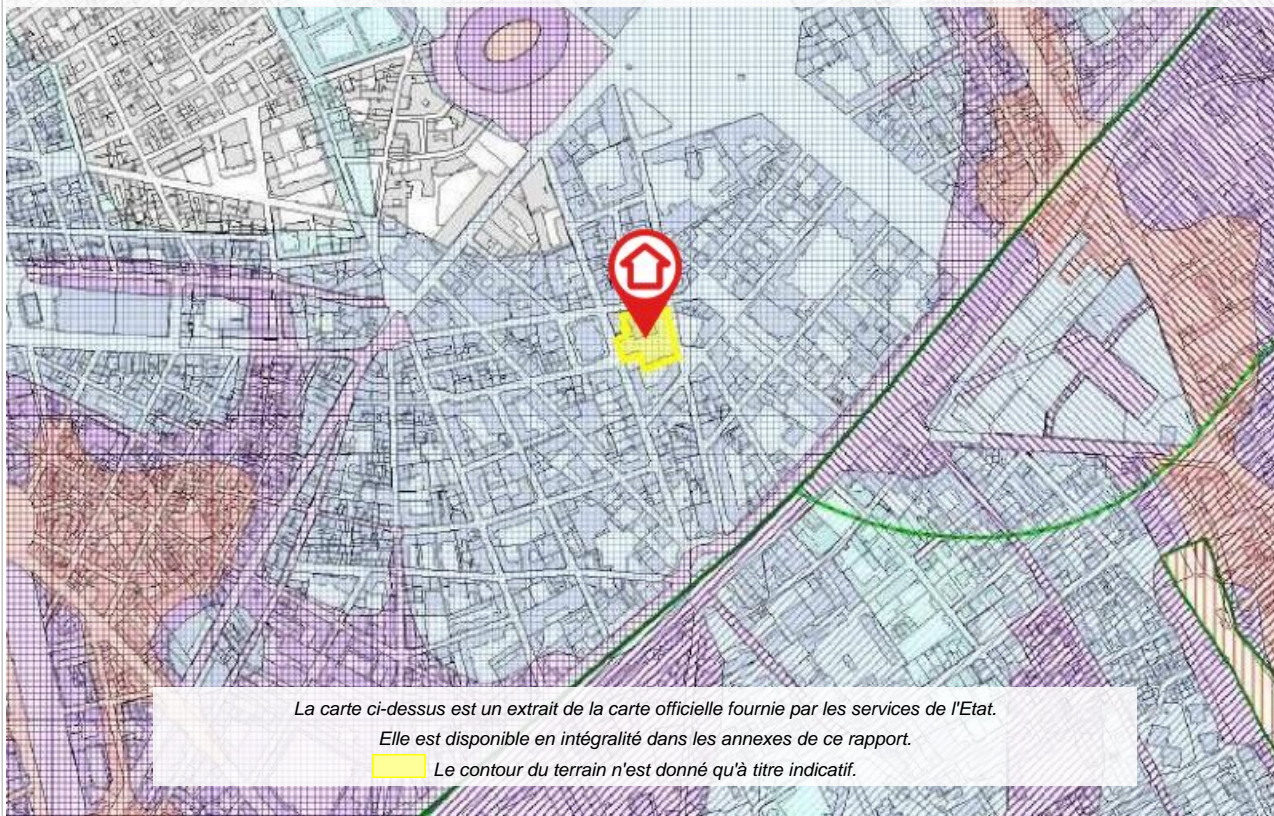 La carte ci-dessus est un extrait de la carte officielle fournie par les services de l'Etat.
Elle est disponible en intégralité dans les annexes de ce rapport.
Le contour du terrain n'est donné qu'à titre indicatif.